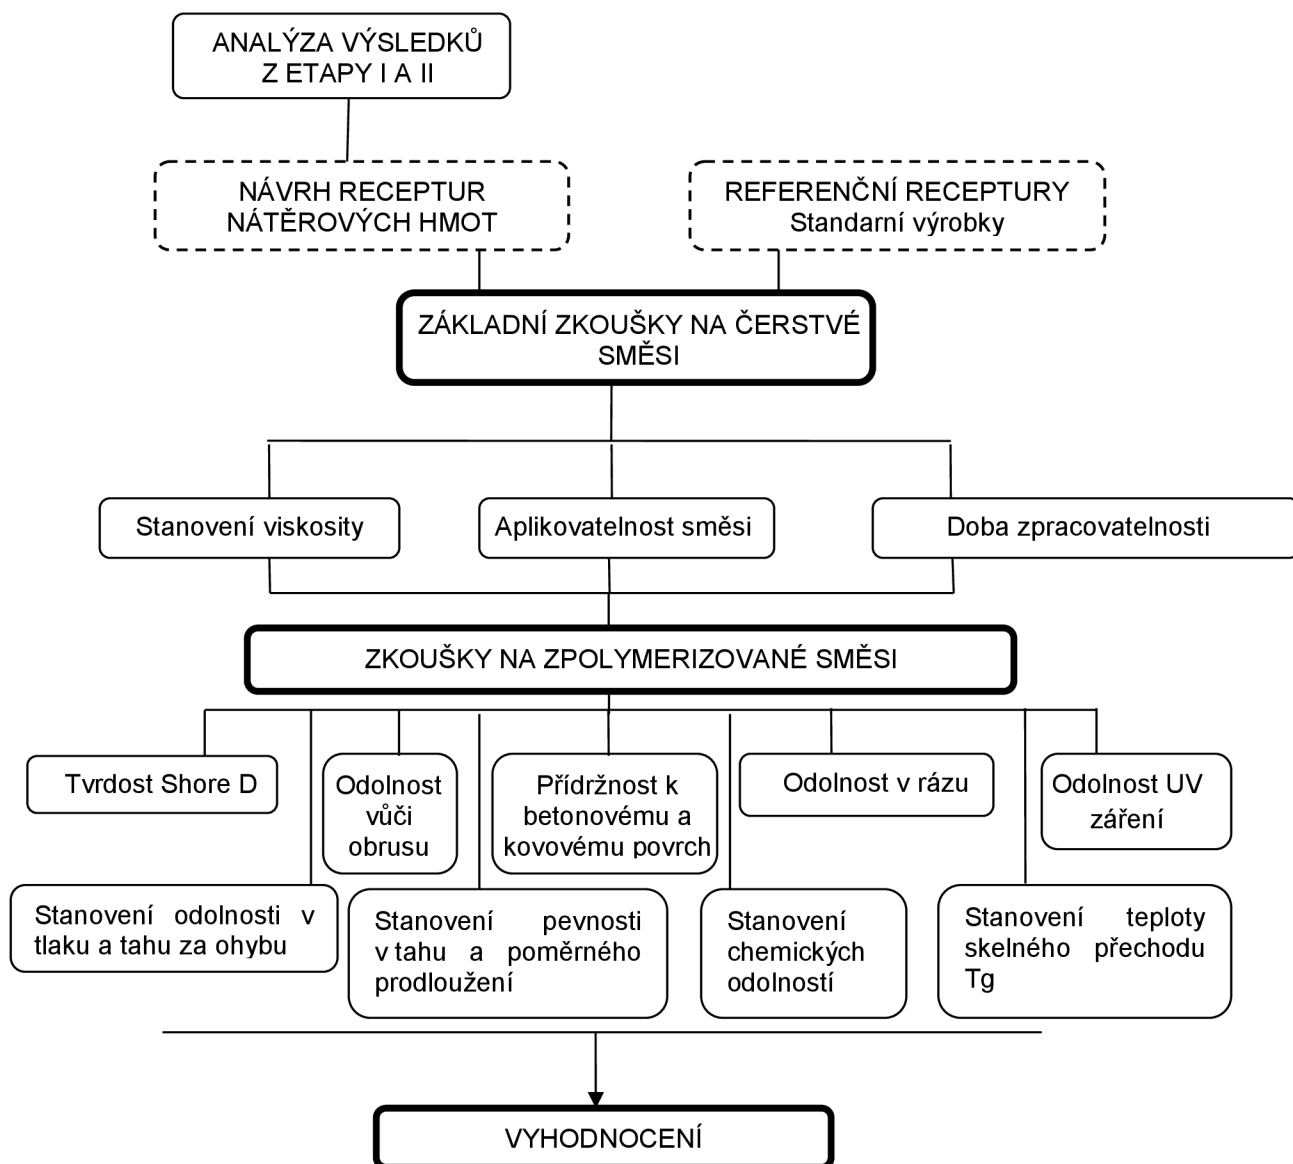 ANALÝZA VÝSLEDKŮ
Z ETAPY I A II
NÁVRH RECEPTUR
NÁTĚROVÝCH HMOT
REFERENČNÍ RECEPTURY
Standarní výrobky
ZÁKLADNÍ ZKOUŠKY NA ČERSTVÉ
SMĚSI
Stanovení viskosity
Aplikovatelnost směsi
Doba zpracovatelnosti
ZKOUŠKY NA ZPOLYMERIZOVANÉ SMĚSI
Tvrdost Shore D
Odolnost
vůči
obrusu
Přídržnost k
betonovému a
kovovému povrch
Odolnost v rázu
Odolnost UV
záření
Stanovení odolnosti v
tlaku a tahu za ohybu
Stanovení pevnosti
v tahu a poměrného
prodloužení
Stanovení
chemických
odolností
Stanovení teploty
skelného přechodu
Tg
VYHODNOCENÍ